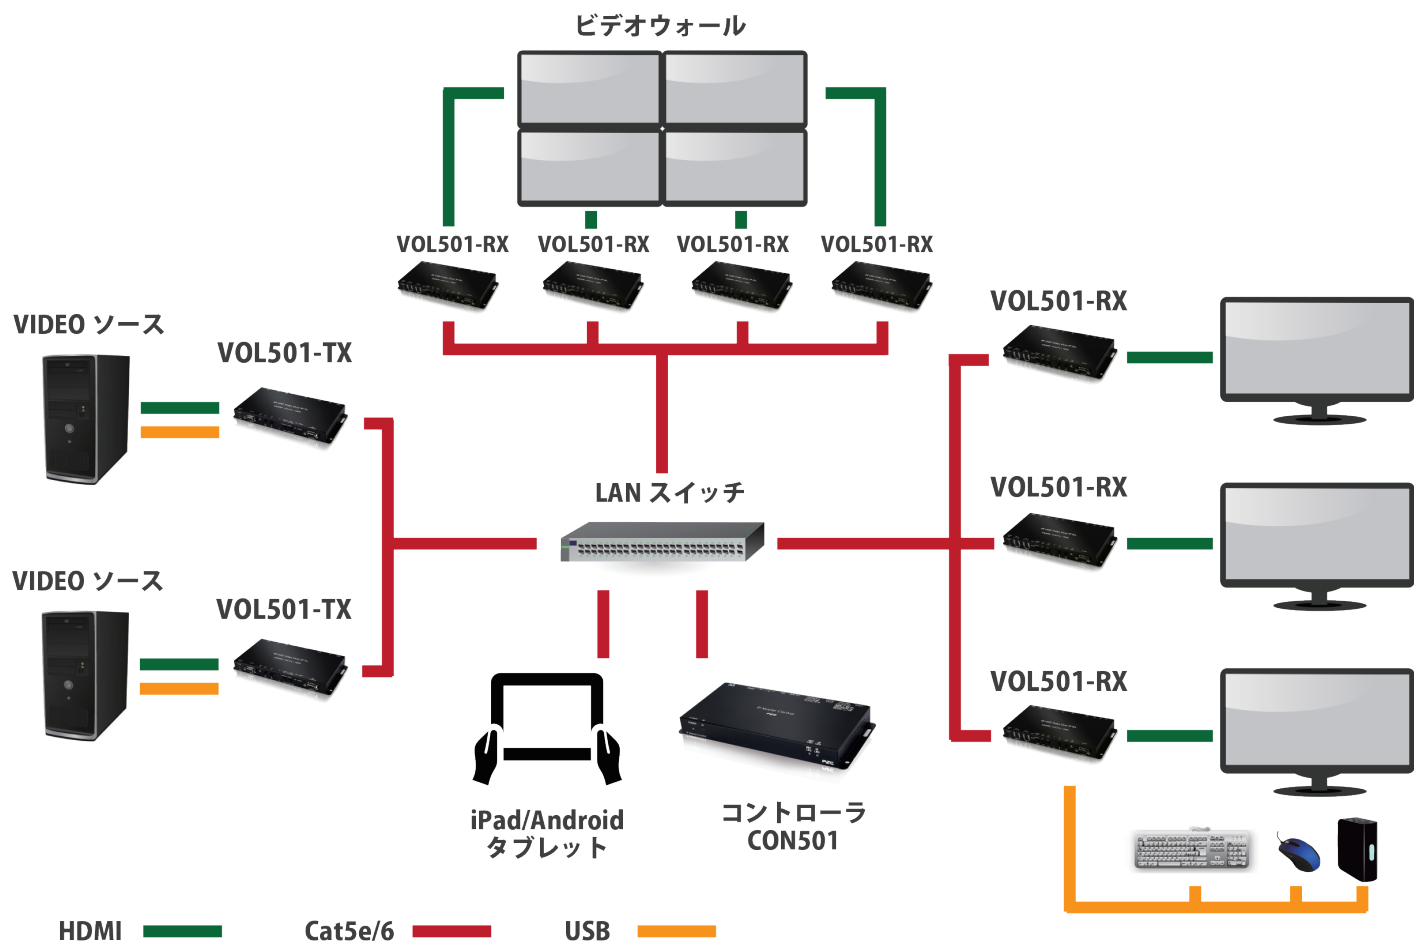 ビデオウォール
VOL501-RX
VOL501-RX
VOL501-RX
VOL501-RX
VIDEO ソース
VOL501-TX
VOL501-RX
LAN スイッチ
VOL501-RX
VIDEO ソース
VOL501-TX
VOL501-RX
iPad/Android
タブレット
コントローラ
CON501
HDMI
Cat5e/6
USB